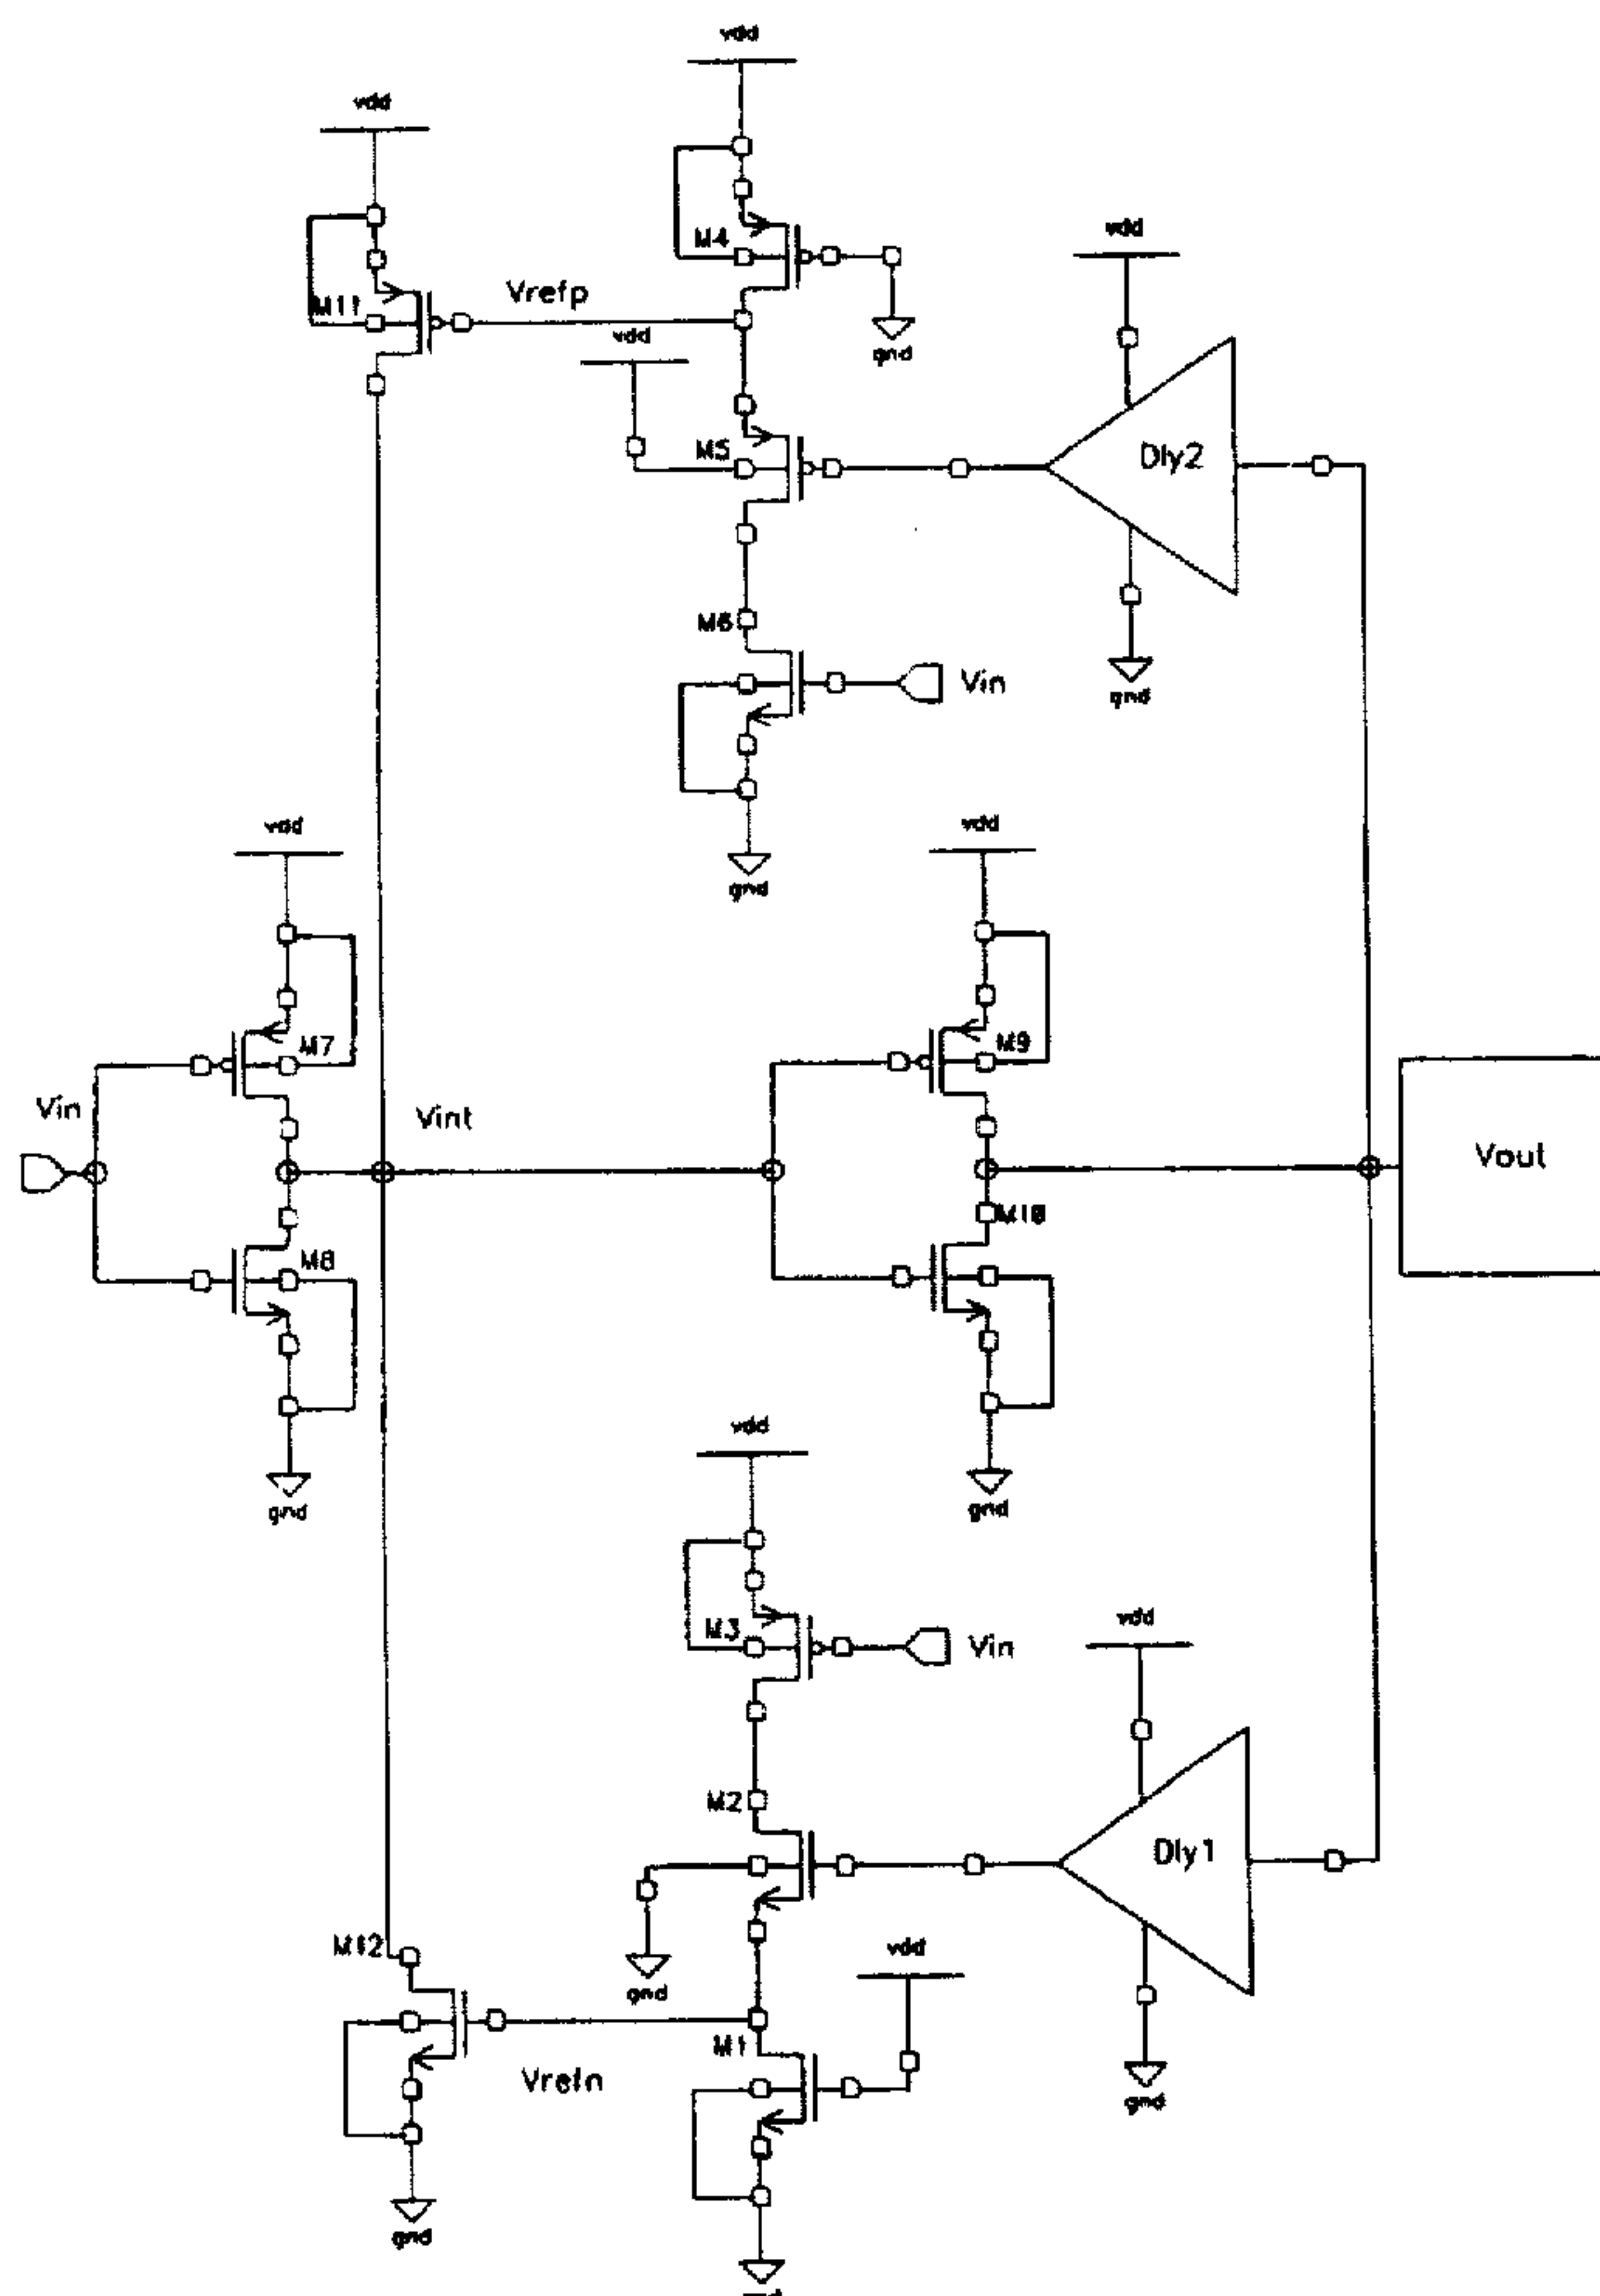 vdd
vdd
M4
vdd
M11
Vrefp
vdd
gnd
M5
Dly2
M6
Vin
gnd
gnd
vdd
vdd
M7
M9
Vin
Vint
Vout
M10
M8
vdd
gnd
gnd
vdd
M3
Vin
M2
Dly1
M12
vdd
gnd
M1
Vrefn
gnd
gnd